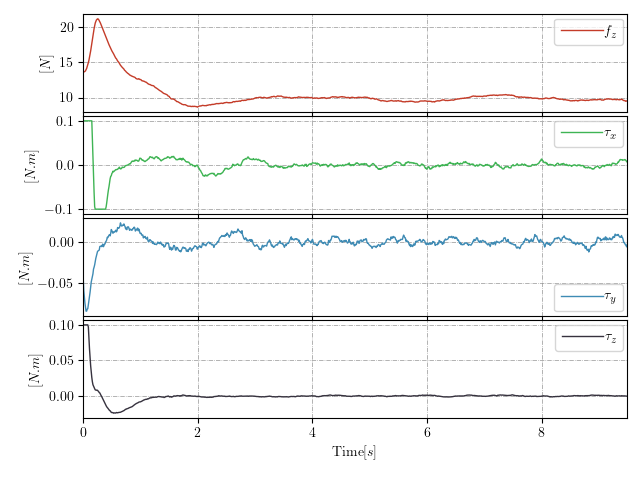 22
15
10
[N]
f_z
0.1
0.0
−0.1
[N.m]
τ_x
0.00
−0.05
[N.m]
τ_y
0.10
0.05
0.00
[N.m]
τ_z
0 2 4 6 8
Time[s]